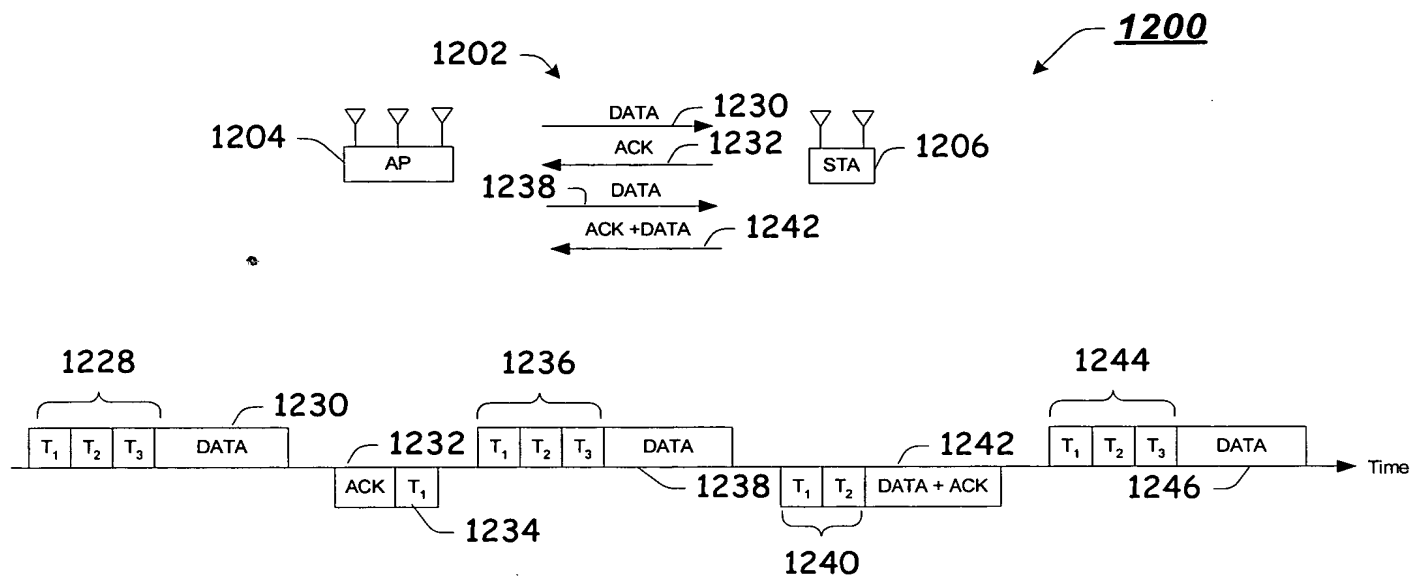 1200
1202
DATA 1230
1204 AP ACK 1232 STA 1206
1238 DATA
ACK +DATA 1242
1228 1236 1244
1230 1232 1242
T1 T2 T3 DATA T1 T2 T3 DATA T1 T2 T3 DATA
Time
ACK T1 1238 T1 T2 DATA + ACK 1246
1234
1240